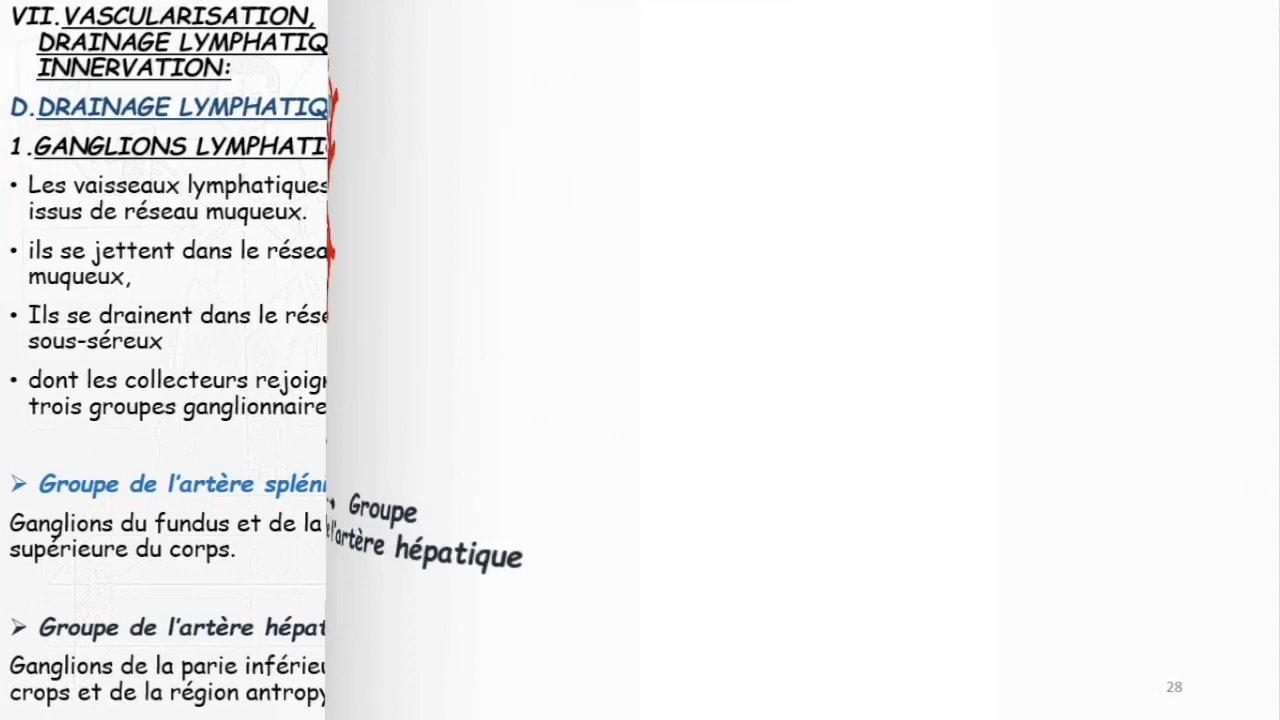 VII. VASCULARISATION,
DRAINAGE LYMPHATIQ
INNERVATION:
D. DRAINAGE LYMPHATIQ
1. GANGLIONS LYMPHATI
• Les vaisseaux lymphatiques
issus de réseau muqueux.
• ils se jettent dans le résea
muqueux,
• Ils se drainent dans le rése
sous-séreux
• dont les collecteurs rejoig
trois groupes ganglionnaire
➢ Groupe de l'artère spléni
Ganglions du fundus et de la
supérieure du corps.
Groupe
l'artère hépatique
➢ Groupe de l'artère hépat
Ganglions de la parie inférieu
crops et de la région antropy
28